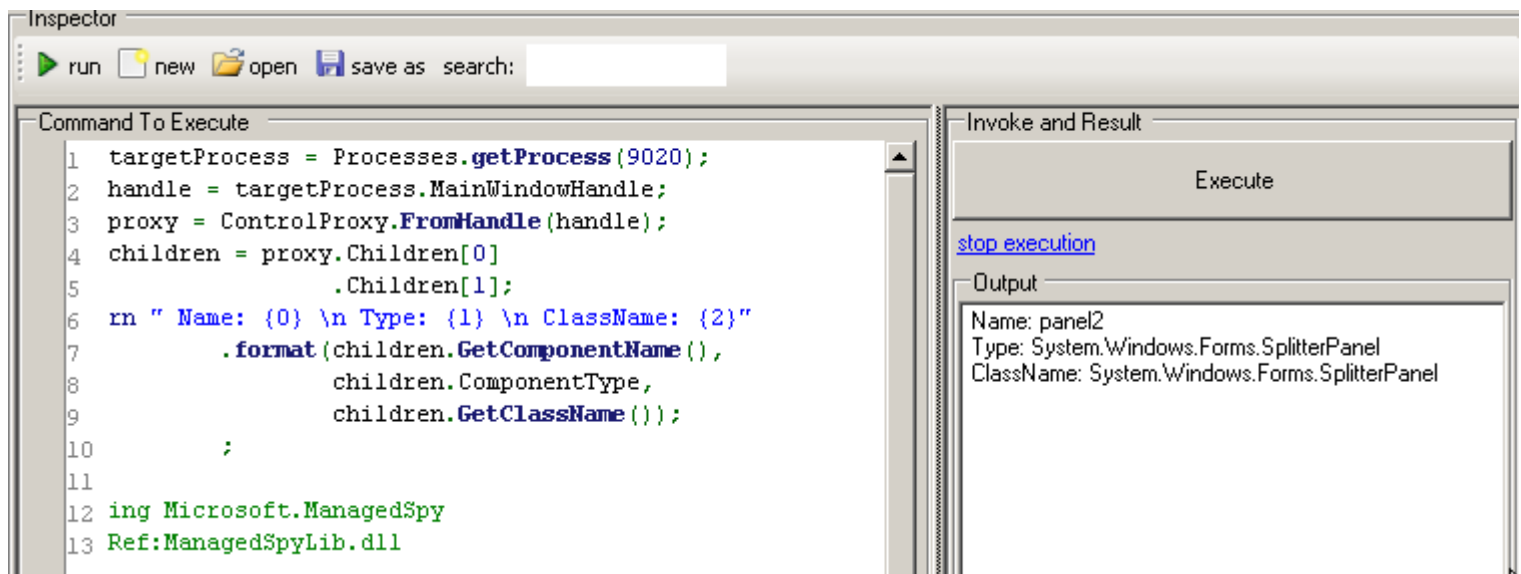 Inspector
run new open save as search:
Command To Execute
1 targetProcess = Processes.getProcess(9020);
2 handle = targetProcess.MainWindowHandle;
3 proxy = ControlProxy.FromHandle(handle);
4 children = proxy.Children[0]
5 .Children[1];
6 rn " Name: {0} \n Type: {1} \n ClassName: {2}"
7 .format(children.GetComponentName(),
8 children.ComponentType,
9 children.GetClassName());
10 ;
11
12 ing Microsoft.ManagedSpy
13 Ref:ManagedSpyLib.dll
Invoke and Result
Execute
stop execution
Output
Name: panel2
Type: System.Windows.Forms.SplitterPanel
ClassName: System.Windows.Forms.SplitterPanel